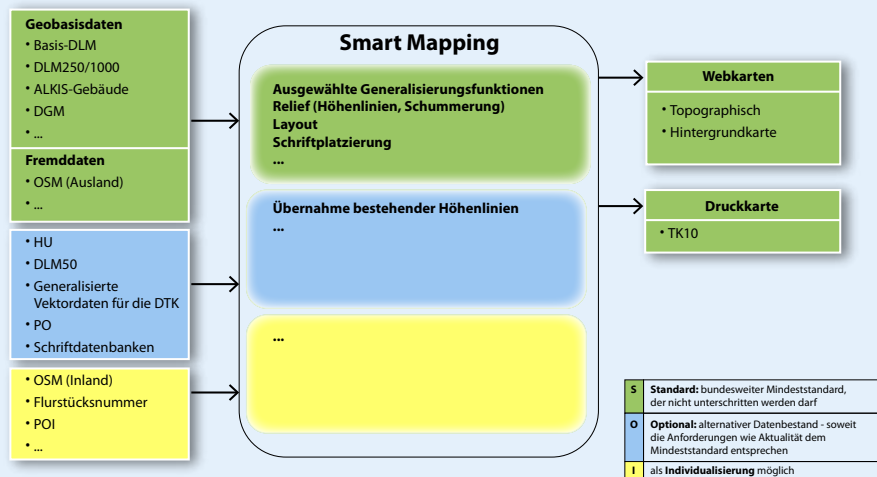 Geobasisdaten
• Basis-DLM
• DLM250/1000
• ALKIS-Gebäude
• DGM
• ...
Fremddaten
• OSM (Ausland)
• ...
• HU
• DLM50
• Generalisierte
Vektordaten für die DTK
• PO
• Schriftdatenbanken
• OSM (Inland)
• Flurstücksnummer
• POI
• ...
Smart Mapping
Ausgewählte Generalisierungsfunktionen
Relief (Höhenlinien, Schummerung)
Layout
Schriftplatzierung
...
Übernahme bestehender Höhenlinien
...
...
Webkarten
• Topographisch
• Hintergrundkarte
Druckkarte
• TK10
S Standard: bundesweiter Mindeststandard,
der nicht unterschritten werden darf
O Optional: alternativer Datenbestand - soweit
die Anforderungen wie Aktualität dem
Mindeststandard entsprechen
I als Individualisierung möglich